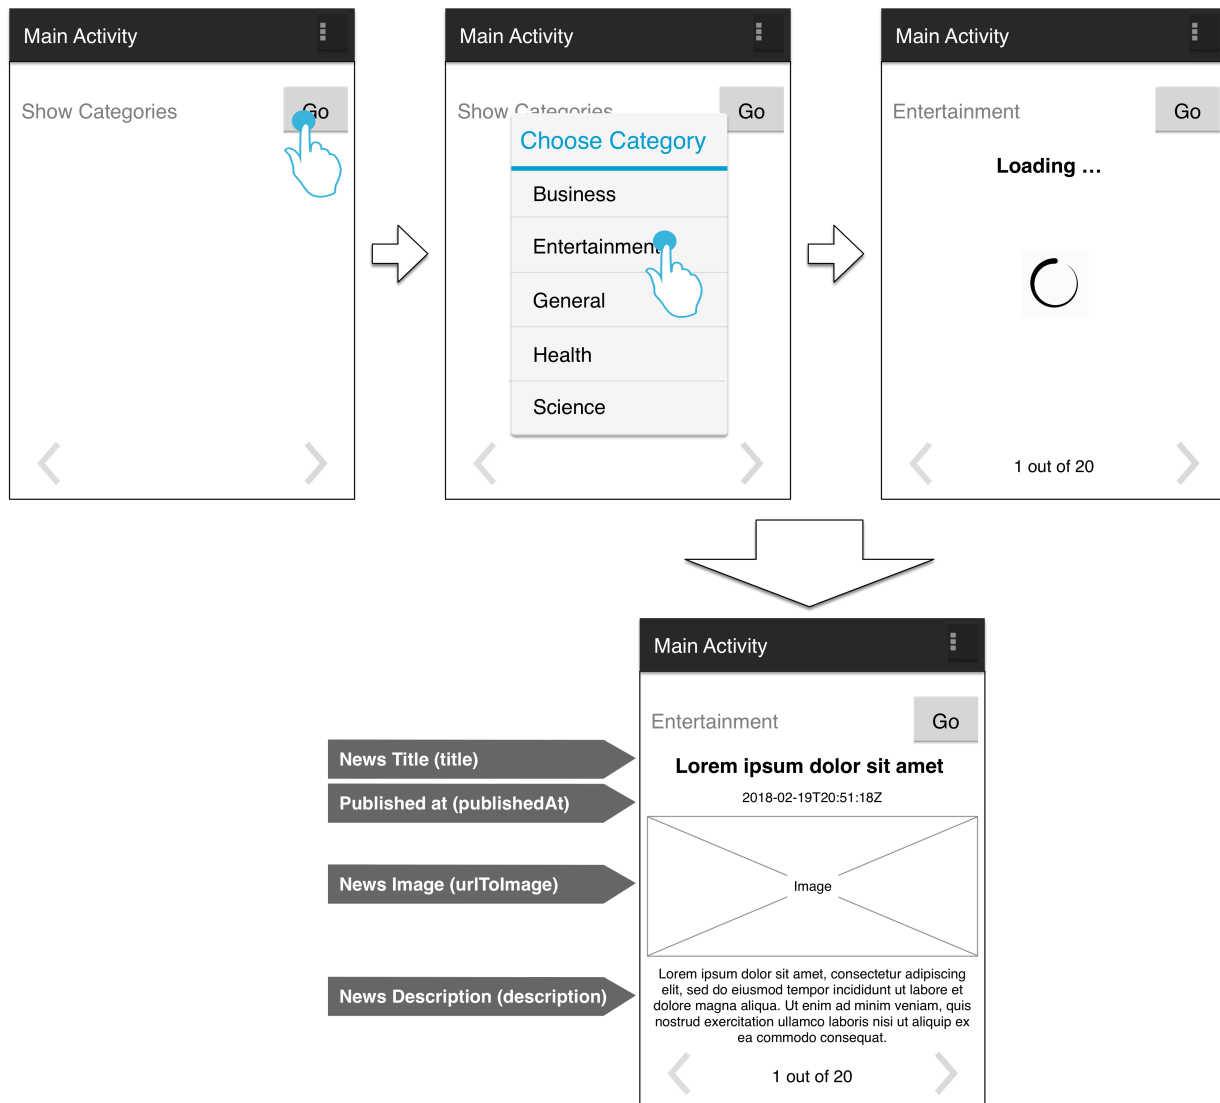 Main Activity
Show Categories
Go
Main Activity
Show Categories
Go
Choose Category
Business
Entertainment
General
Health
Science
Main Activity
Entertainment
Go
Loading ...
1 out of 20
Main Activity
Entertainment
Go
News Title (title)
Lorem ipsum dolor sit amet
Published at (publishedAt)
2018-02-19T20:51:18Z
News Image (urlToImage)
Image
News Description (description)
Lorem ipsum dolor sit amet, consectetur adipiscing
elit, sed do eiusmod tempor incididunt ut labore et
dolore magna aliqua. Ut enim ad minim veniam, quis
nostrud exercitation ullamco laboris nisi ut aliquip ex
ea commodo consequat.
1 out of 20